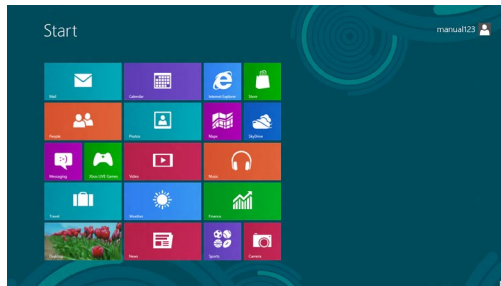 Start
manual123
Mail
Calendar
Internet Explorer
Store
People
Photos
Maps
SkyDrive
Messaging
Xbox LIVE Games
Video
Music
Travel
Weather
Finance
Desktop
News
Sports
Camera